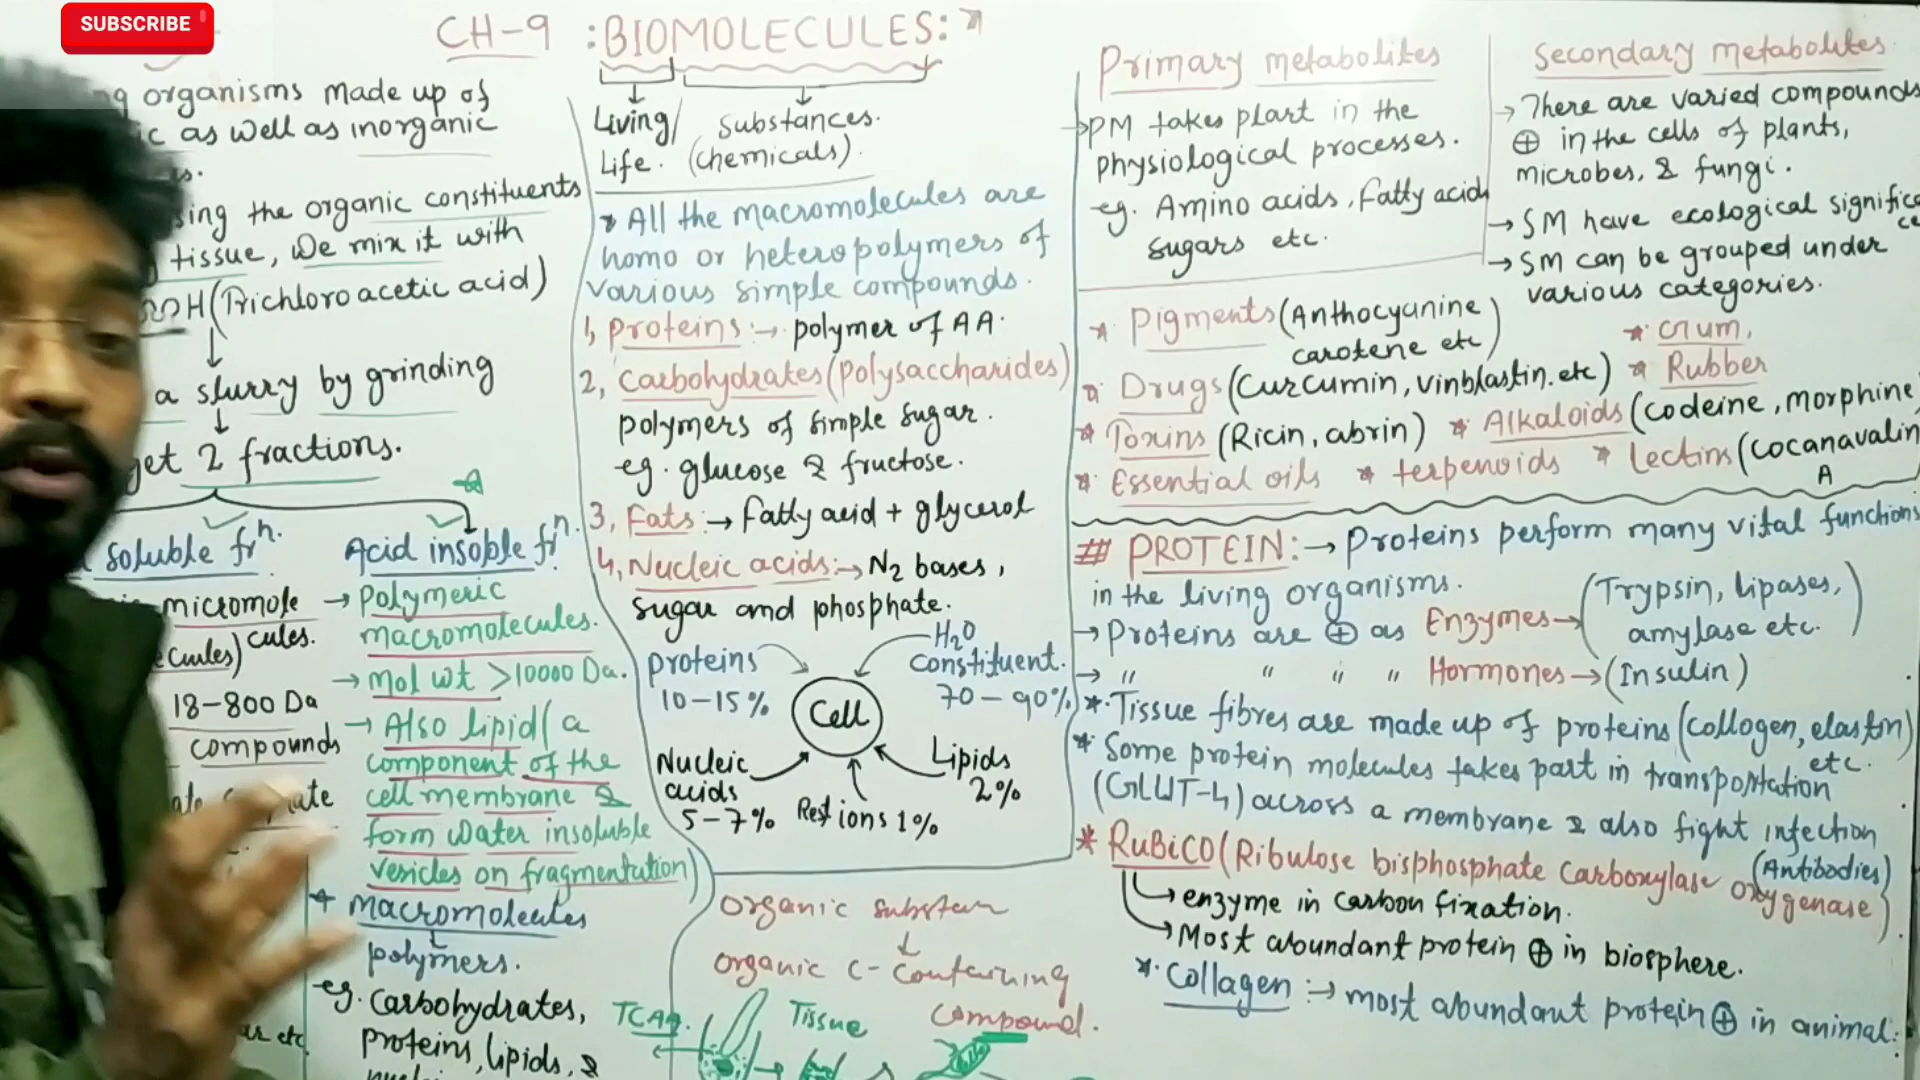 SUBSCRIBE
CH-9 :BIOMOLECULES:
organisms made up of
as well as inorganic
sing the organic constituents
tissue, We mix it with
H (Trichloro acetic acid)
a slurry by grinding
get 2 fractions.
soluble frn.
micromole
cules) cules.
18-800 Da
compounds
etc.
Acid insoluble frn.
→ Polymeric
macromolecules.
→ Mol wt >10000 Da.
→ Also lipid (a
component of the
cell membrane &
form water insoluble
vesicles on fragmentation)
macromolecules
polymers.
eg. Carbohydrates,
proteins, lipids, &
Living/ Substances.
Life. (chemicals).
All the macromolecules are
homo or heteropolymers of
various simple compounds.
1, Proteins :→ polymer of AA.
2, Carbohydrates (Polysaccharides)
polymers of simple sugar.
eg. glucose & fructose.
3, Fats :→ Fatty acid + glycerol
4, Nucleic acids :→ N2 bases,
sugar and phosphate.
proteins
10-15%
H2O
constituent.
70-90%
Cell
Nucleic
acids
5-7%
Rest ions 1%
Lipids
2%
Organic
↓
Organic C- Containing
Compound.
TCAA.
Tissue
Primary metabolites
→ PM takes plart in the
physiological processes.
eg. Amino acids, Fatty acids
sugars etc.
Secondary metabolites
→ There are varied compounds
⊕ in the cells of plants,
microbes, & fungi.
→ SM have ecological significa
ce
→ SM can be grouped under
various categories.
* Pigments (Anthocyanine
carotene etc)
* Gum,
* Drugs (Curcumin, vinblastin. etc) * Rubber
* Toxins (Ricin, abrin) * Alkaloids (codeine, morphine)
* Essential oils * terpenoids * Lectins (Cocanavalin
A
# PROTEIN: → Proteins perform many vital functions
in the living organisms.
→ Proteins are ⊕ as Enzymes → (Trypsin, lipases,
amylase etc.)
→ " " " " Hormones → (Insulin)
* Tissue fibres are made up of proteins (Collogen, elastin)
etc.
* Some protein molecules takes part in transportation
(GLUT-4) across a membrane & also fight infection
(Antibodies)
* RuBiCO (Ribulose bisphosphate Carboxylase oxygenase)
→ enzyme in carbon fixation.
→ Most abundant protein ⊕ in biosphere.
* Collagen :→ most abundant protein ⊕ in animal.